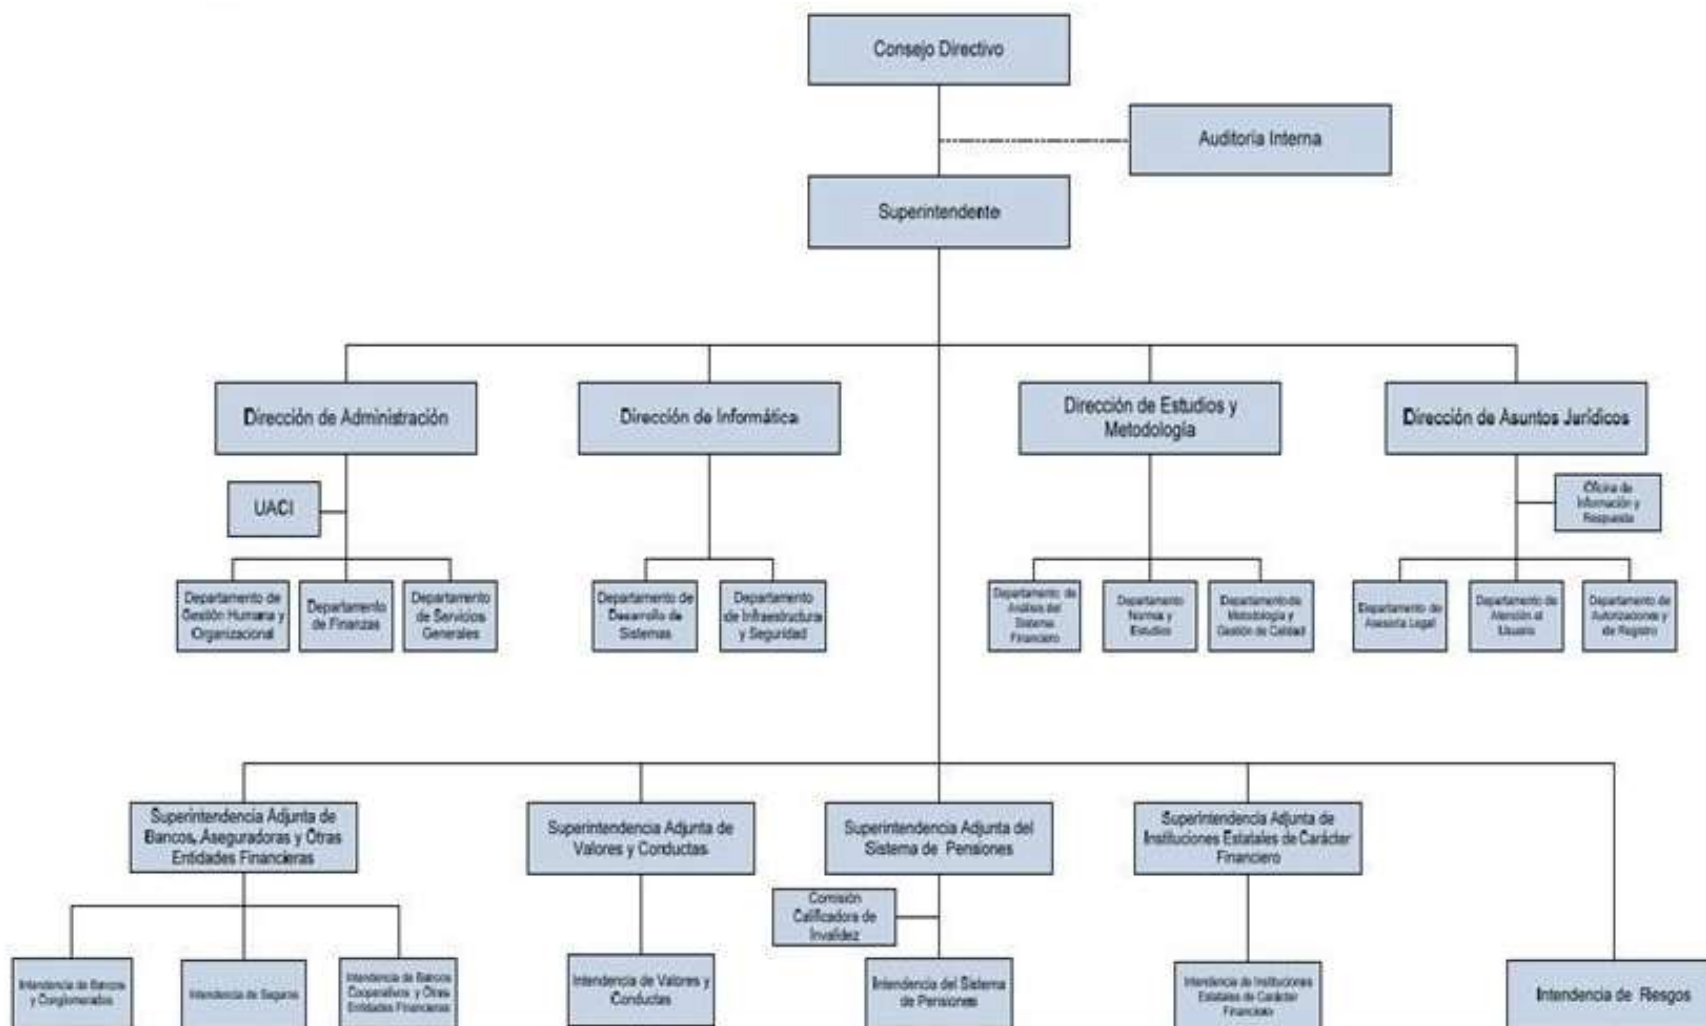 Consejo Directivo
Auditoría Interna
Superintendente
Dirección de Administración
Dirección de Informática
Dirección de Estudios y
Metodología
Dirección de Asuntos Jurídicos
UACI
Oficina de
Información y
Respuesta
Departamento de
Gestión Humana y
Organizacional
Departamento
de Finanzas
Departamento
de Servicios
Generales
Departamento de
Desarrollo de
Sistemas
Departamento
de Infraestructura
y Seguridad
Departamento de
Análisis del
Sistema
Financiero
Departamento
Normas y
Estudios
Departamento de
Metodología y
Gestión de Calidad
Departamento de
Asesoría Legal
Departamento de
Atención al
Usuario
Departamento de
Autorizaciones y
de Registro
Superintendencia Adjunta de
Bancos, Aseguradoras y Otras
Entidades Financieras
Superintendencia Adjunta de
Valores y Conductas
Superintendencia Adjunta del
Sistema de Pensiones
Superintendencia Adjunta de
Instituciones Estatales de Carácter
Financiero
Comisión
Calificadora de
Invalidez
Intendencia de Bancos
y Conglomerados
Intendencia de Seguros
Intendencia de Bancos
Cooperativos y Otras
Entidades Financieras
Intendencia de Valores y
Conductas
Intendencia del Sistema
de Pensiones
Intendencia de Instituciones
Estatales de Carácter
Financiero
Intendencia de Riesgos